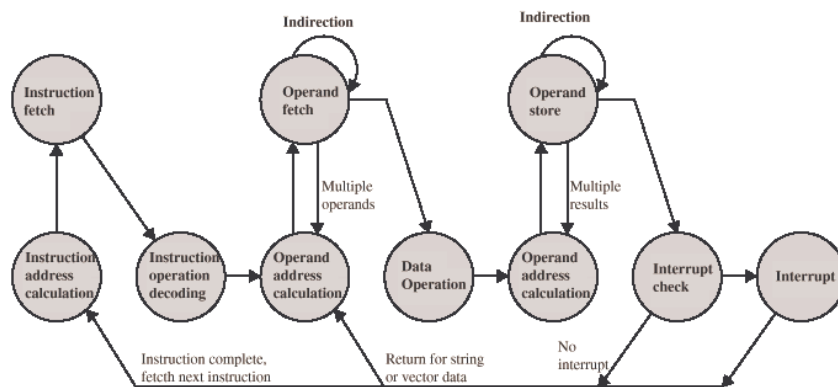 Indirection
Indirection
Instruction
fetch
Operand
fetch
Operand
store
Multiple
operands
Multiple
results
Instruction
address
calculation
Instruction
operation
decoding
Operand
address
calculation
Data
Operation
Operand
address
calculation
Interrupt
check
Interrupt
Instruction complete,
fetcth next instruction
Return for string
or vector data
No
interrupt